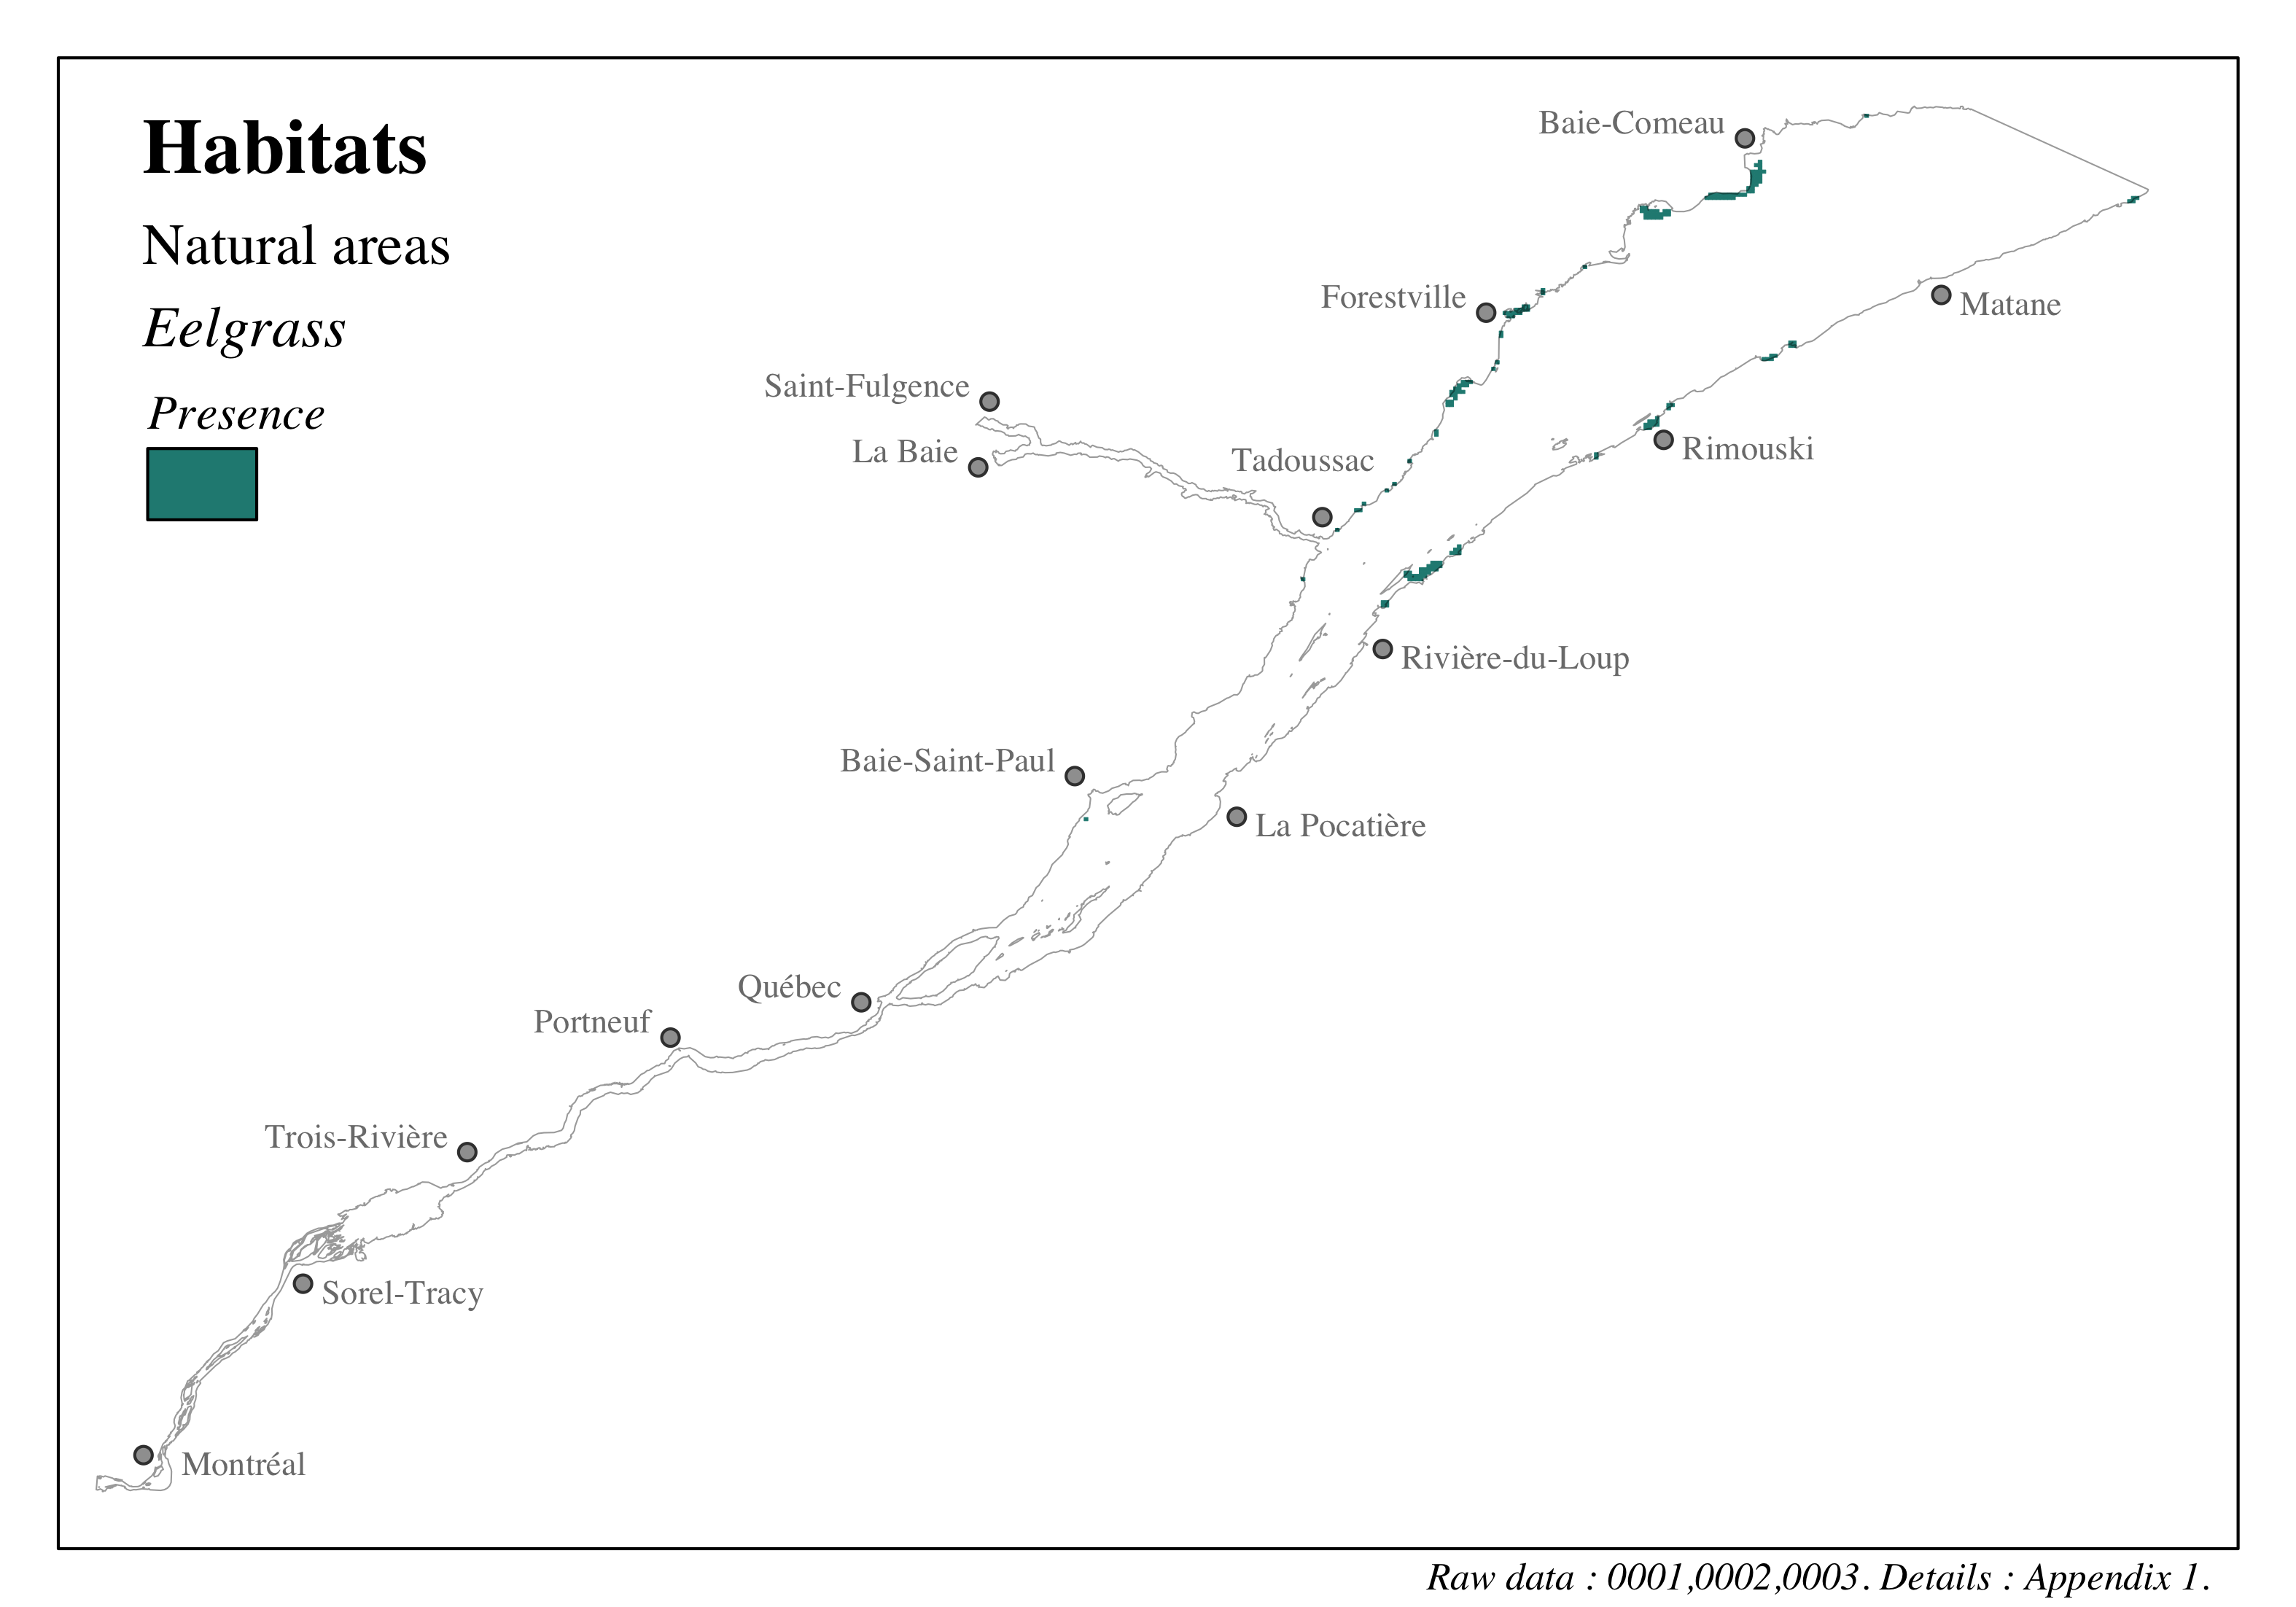 Habitats
Natural areas
Eelgrass
Presence
Baie-Comeau
Forestville
Matane
Saint-Fulgence
La Baie
Tadoussac
Rimouski
Rivière-du-Loup
Baie-Saint-Paul
La Pocatière
Québec
Portneuf
Trois-Rivière
Sorel-Tracy
Montréal
Raw data : 0001,0002,0003. Details : Appendix 1.